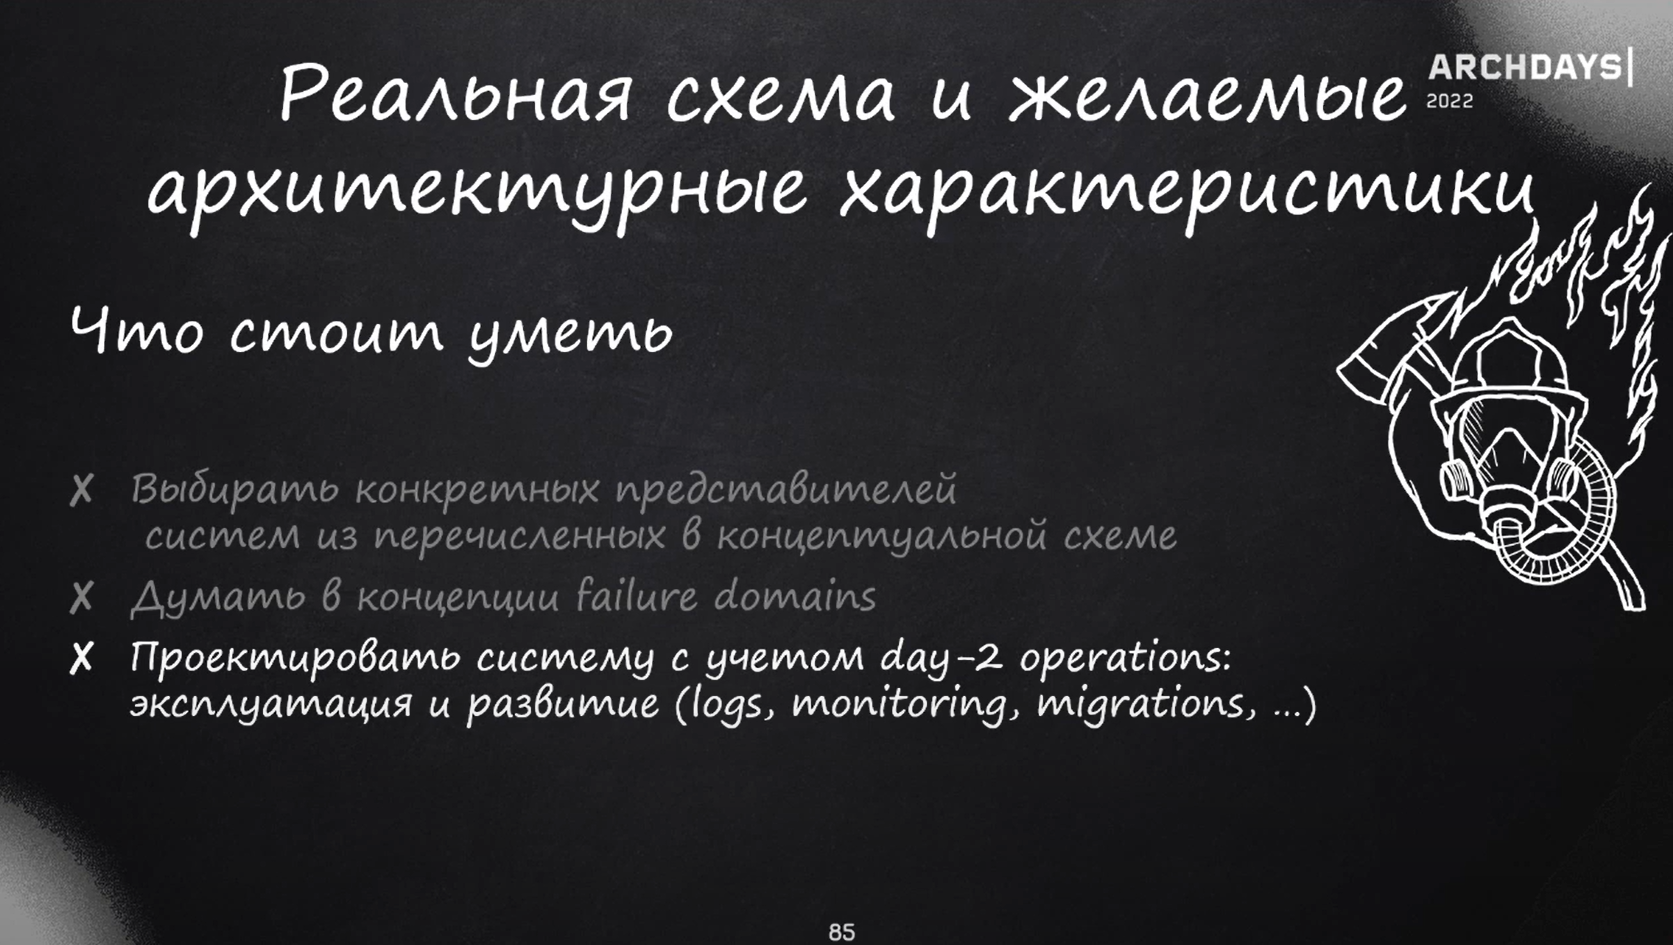 Реальная схема и желаемые
архитектурные характеристики
ARCHDAYS|
2022
Что стоит уметь
✗ Выбирать конкретных представителей
систем из перечисленных в концептуальной схеме
✗ Думать в концепции failure domains
✗ Проектировать систему с учетом day-2 operations:
эксплуатация и развитие (logs, monitoring, migrations, ...)
85